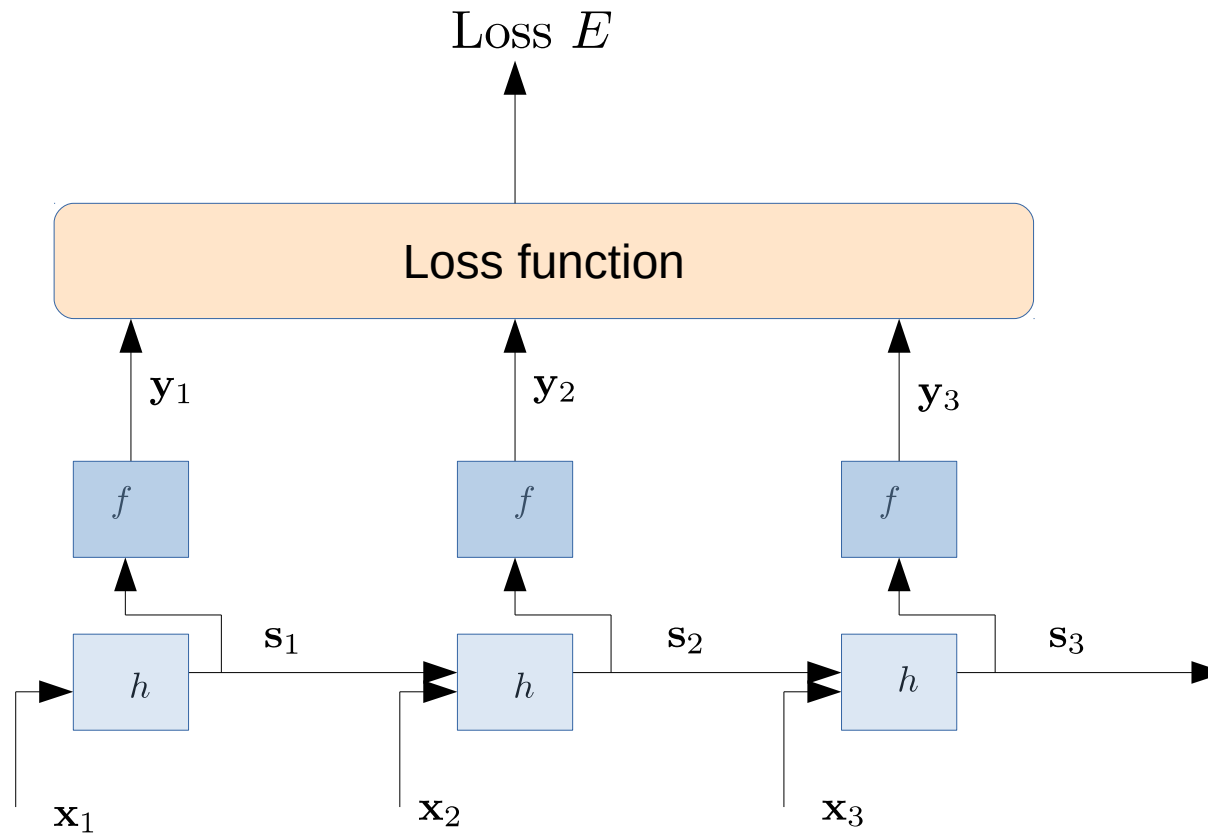 Loss E
Loss function
y₁ y₂ y₃
f f f
s₁ s₂ s₃
h h h
x₁ x₂ x₃